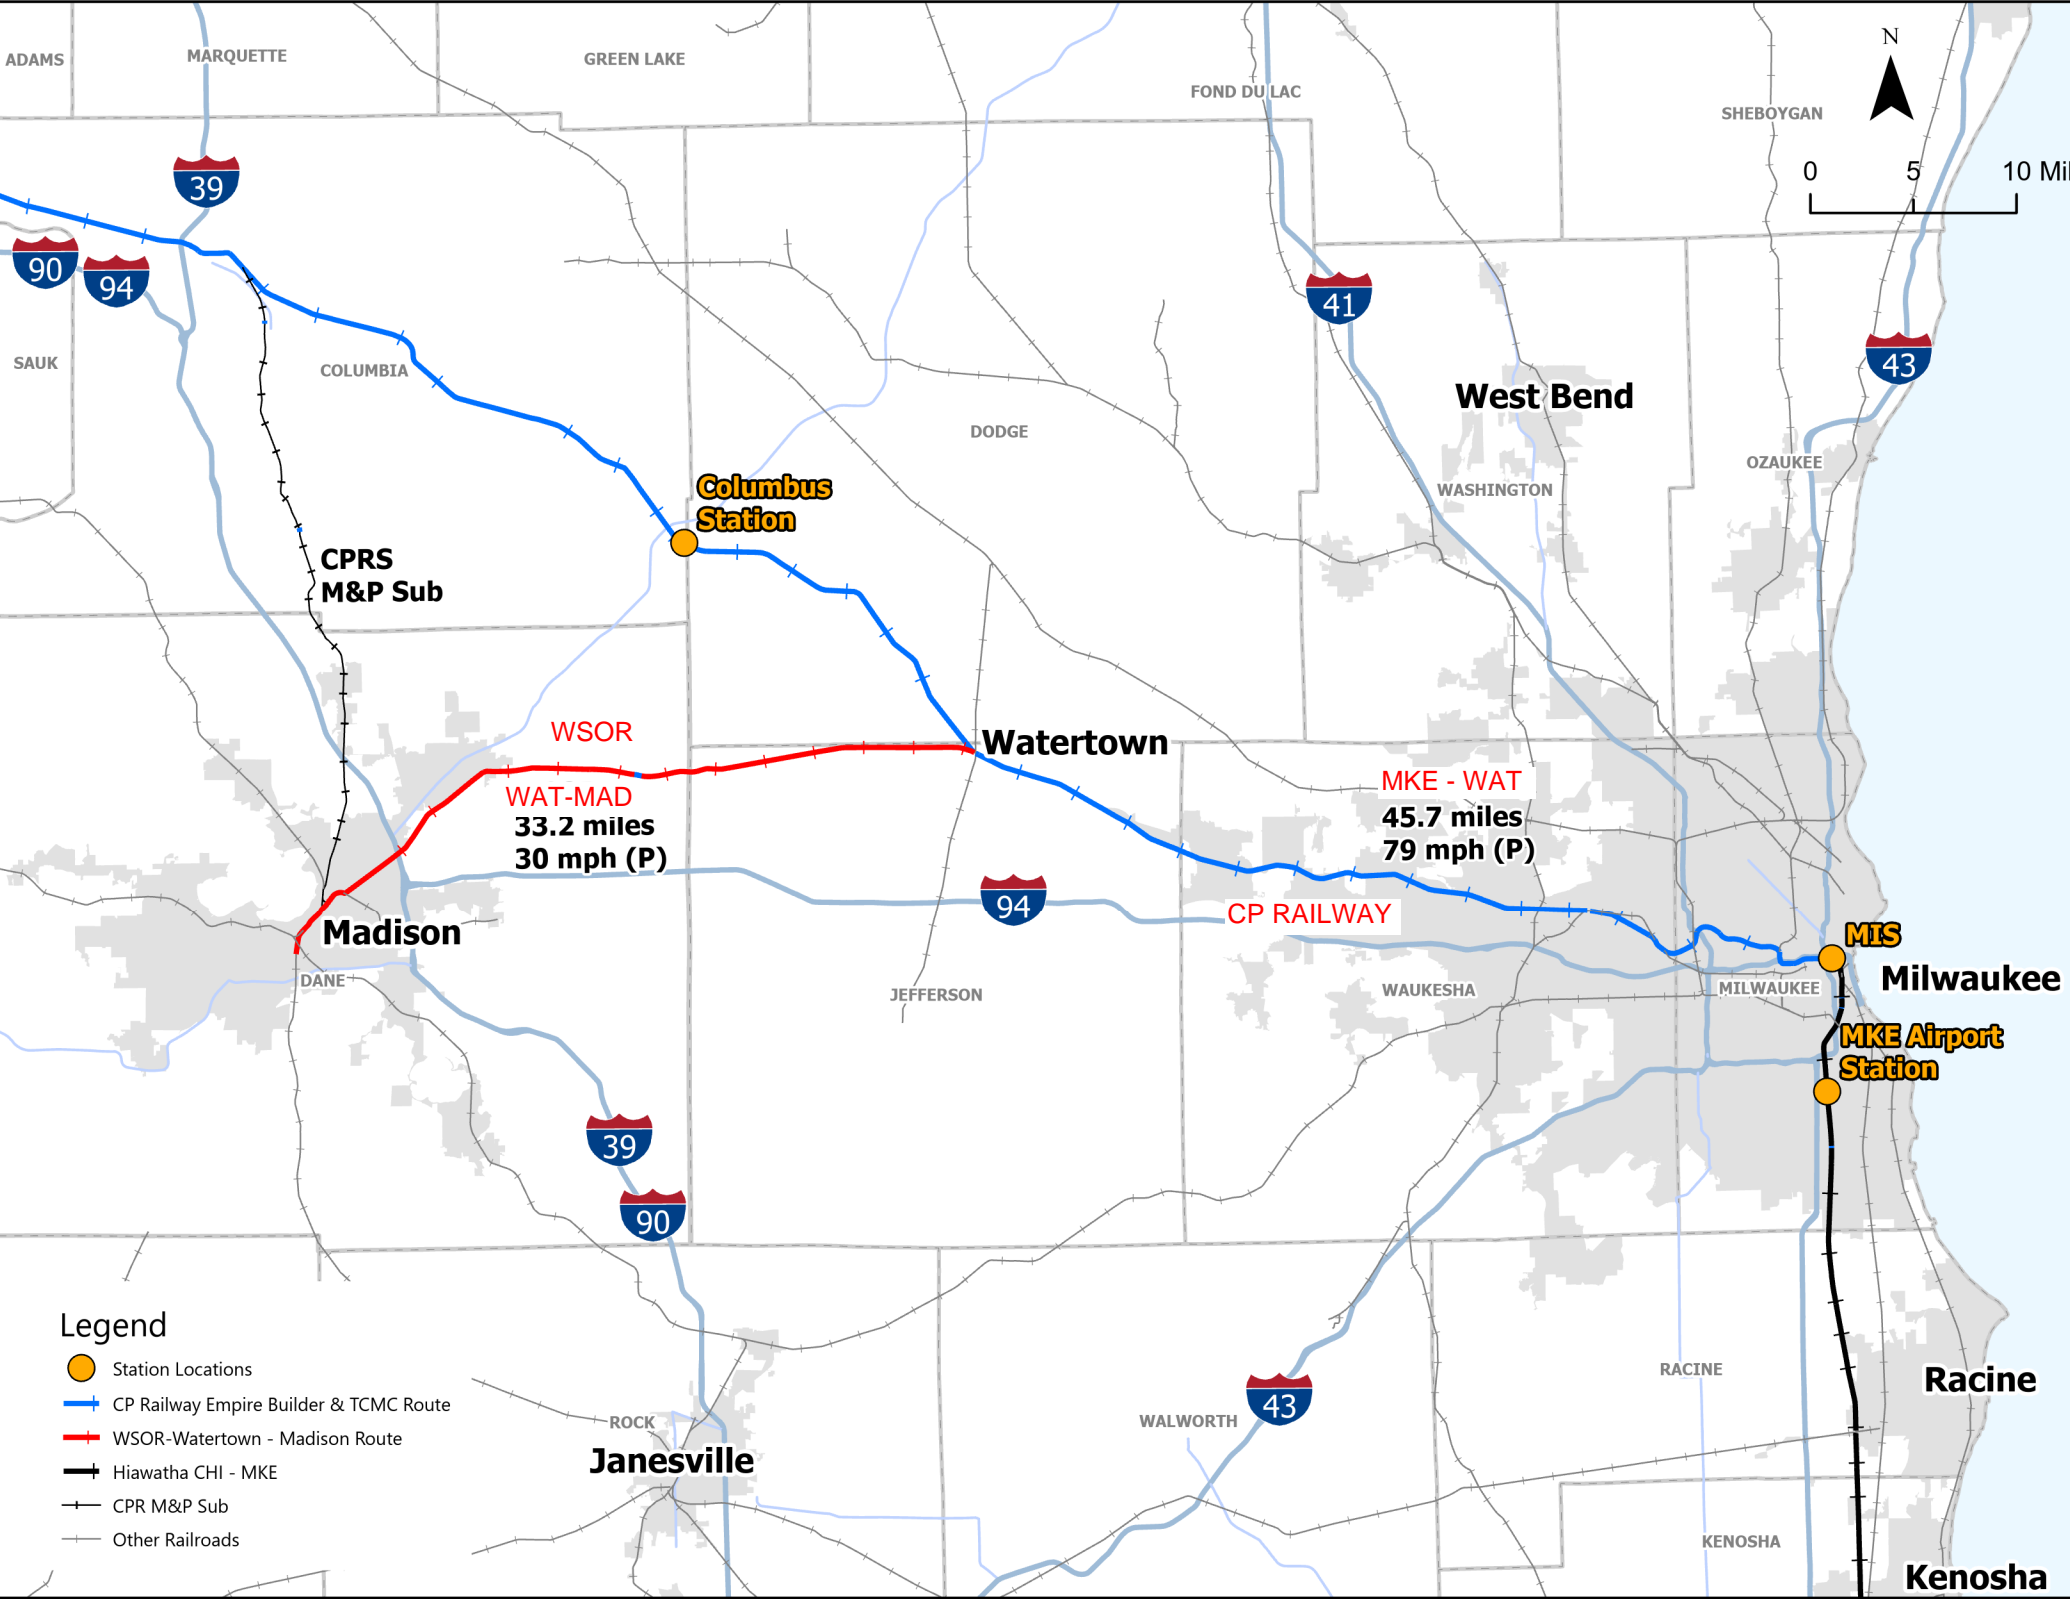 ADAMS
MARQUETTE
GREEN LAKE
FOND DU LAC
SHEBOYGAN
N
0 5 10 Mil
39
90
94
41
43
SAUK
COLUMBIA
DODGE
West Bend
WASHINGTON
OZAUKEE
Columbus
Station
CPRS
M&P Sub
WSOR
WAT-MAD
33.2 miles
30 mph (P)
Watertown
MKE - WAT
45.7 miles
79 mph (P)
94
CP RAILWAY
Madison
DANE
JEFFERSON
WAUKESHA
MILWAUKEE
MIS
Milwaukee
MKE Airport
Station
39
90
43
RACINE
Racine
WALWORTH
ROCK
Janesville
KENOSHA
Kenosha
Legend
Station Locations
CP Railway Empire Builder & TCMC Route
WSOR-Watertown - Madison Route
Hiawatha CHI - MKE
CPR M&P Sub
Other Railroads